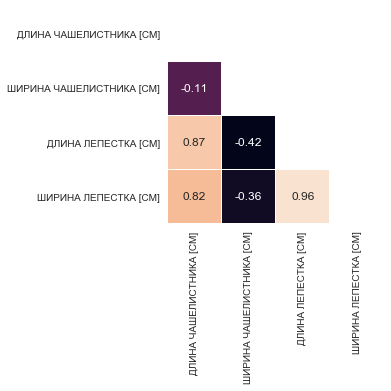 ДЛИНА ЧАШЕЛИСТНИКА [СМ]
ШИРИНА ЧАШЕЛИСТНИКА [СМ]
-0.11
ДЛИНА ЛЕПЕСТКА [СМ]
0.87 -0.42
ШИРИНА ЛЕПЕСТКА [СМ]
0.82 -0.36 0.96
ДЛИНА ЧАШЕЛИСТНИКА [СМ]
ШИРИНА ЧАШЕЛИСТНИКА [СМ]
ДЛИНА ЛЕПЕСТКА [СМ]
ШИРИНА ЛЕПЕСТКА [СМ]